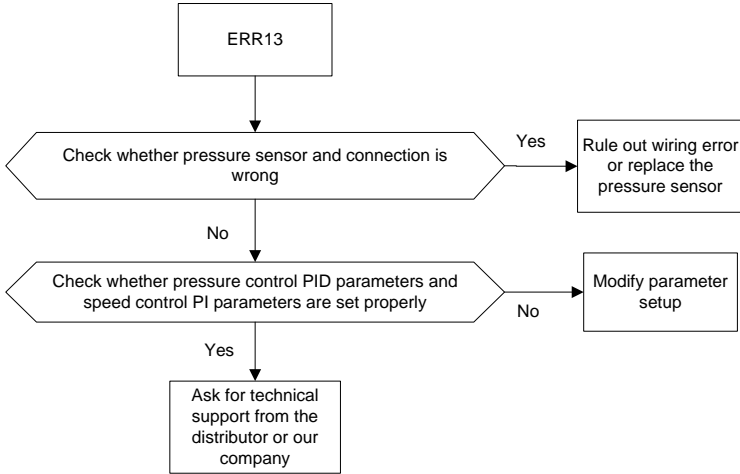 ERR13
Check whether pressure sensor and connection is
wrong
Yes
Rule out wiring error
or replace the
pressure sensor
No
Check whether pressure control PID parameters and
speed control PI parameters are set properly
No
Modify parameter
setup
Yes
Ask for technical
support from the
distributor or our
company